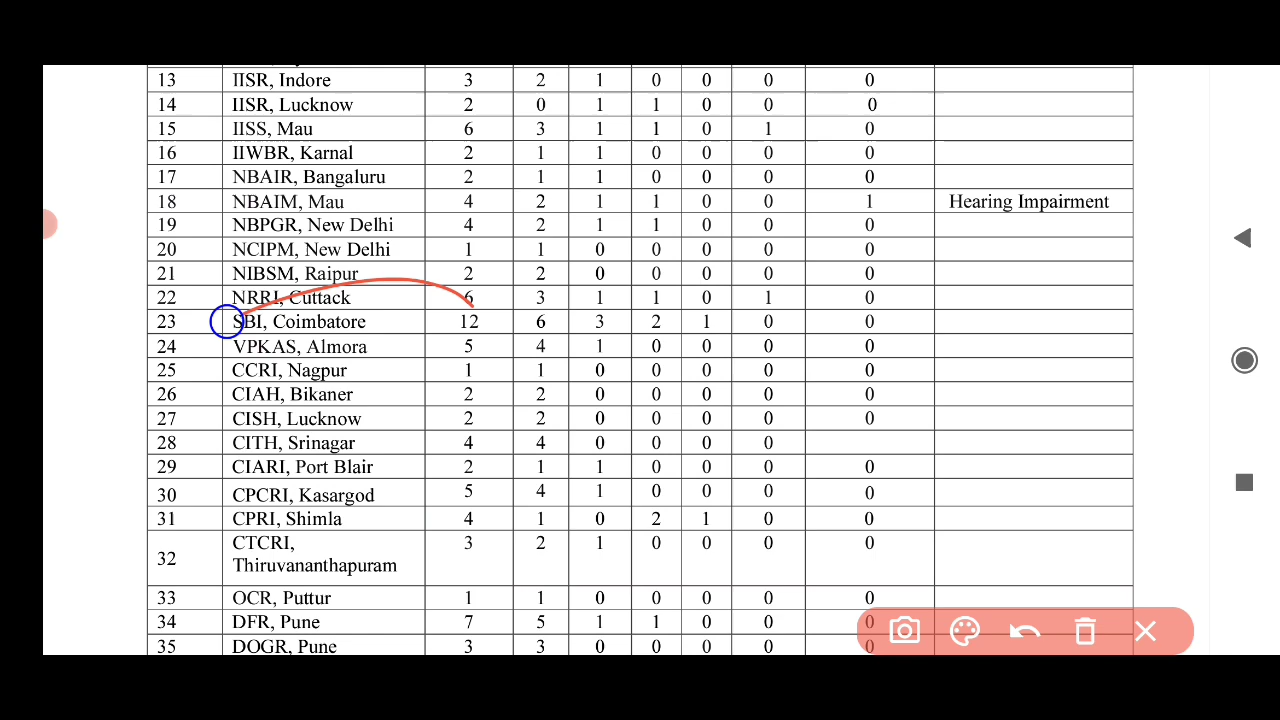 13 IISR, Indore 3 2 1 0 0 0 0
14 IISR, Lucknow 2 0 1 1 0 0 0
15 IISS, Mau 6 3 1 1 0 1 0
16 IIWBR, Karnal 2 1 1 0 0 0 0
17 NBAIR, Bangaluru 2 1 1 0 0 0 0
18 NBAIM, Mau 4 2 1 1 0 0 1 Hearing Impairment
19 NBPGR, New Delhi 4 2 1 1 0 0 0
20 NCIPM, New Delhi 1 1 0 0 0 0 0
21 NIBSM, Raipur 2 2 0 0 0 0 0
22 NRRI, Cuttack 6 3 1 1 0 1 0
23 SBI, Coimbatore 12 6 3 2 1 0 0
24 VPKAS, Almora 5 4 1 0 0 0 0
25 CCRI, Nagpur 1 1 0 0 0 0 0
26 CIAH, Bikaner 2 2 0 0 0 0 0
27 CISH, Lucknow 2 2 0 0 0 0 0
28 CITH, Srinagar 4 4 0 0 0 0
29 CIARI, Port Blair 2 1 1 0 0 0 0
30 CPCRI, Kasargod 5 4 1 0 0 0 0
31 CPRI, Shimla 4 1 0 2 1 0 0
32 CTCRI, 3 2 1 0 0 0 0
Thiruvananthapuram
33 OCR, Puttur 1 1 0 0 0 0 0
34 DFR, Pune 7 5 1 1 0 0 0
35 DOGR, Pune 3 3 0 0 0 0 0